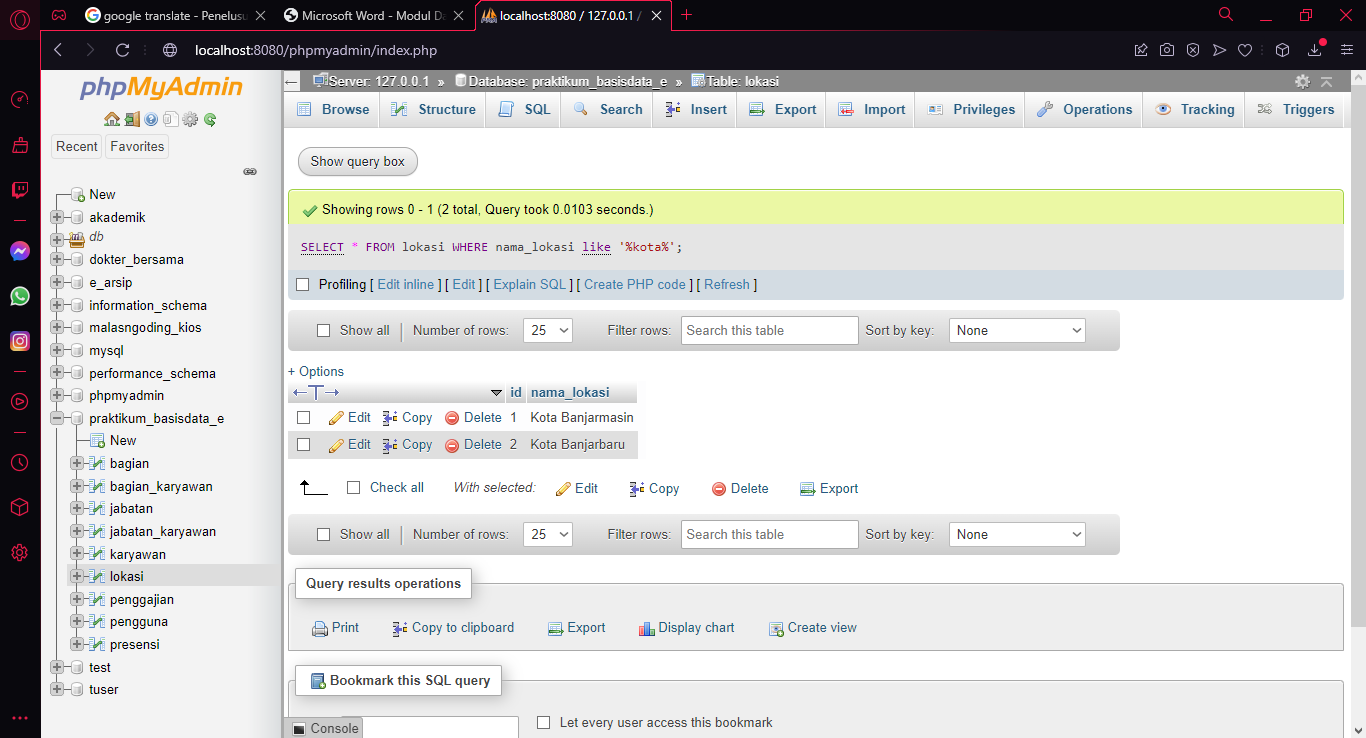 google translate - Penelusu
Microsoft Word - Modul Da
localhost:8080 / 127.0.0.1 /
localhost:8080/phpmyadmin/index.php
phpMyAdmin
Recent
Favorites
New
akademik
db
dokter_bersama
e_arsip
information_schema
malasngoding_kios
mysql
performance_schema
phpmyadmin
praktikum_basisdata_e
New
bagian
bagian_karyawan
jabatan
jabatan_karyawan
karyawan
lokasi
penggajian
pengguna
presensi
test
tuser
Server: 127.0.0.1 » Database: praktikum_basisdata_e » Table: lokasi
Browse Structure SQL Search Insert Export Import Privileges Operations Tracking Triggers
Show query box
Showing rows 0 - 1 (2 total, Query took 0.0103 seconds.)
SELECT * FROM lokasi WHERE nama_lokasi like '%kota%';
Profiling [ Edit inline ] [ Edit ] [ Explain SQL ] [ Create PHP code ] [ Refresh ]
Show all Number of rows: 25 Filter rows: Search this table Sort by key: None
+ Options
id nama_lokasi
Edit Copy Delete 1 Kota Banjarmasin
Edit Copy Delete 2 Kota Banjarbaru
Check all With selected: Edit Copy Delete Export
Show all Number of rows: 25 Filter rows: Search this table Sort by key: None
Query results operations
Print Copy to clipboard Export Display chart Create view
Bookmark this SQL query
Console
Let every user access this bookmark